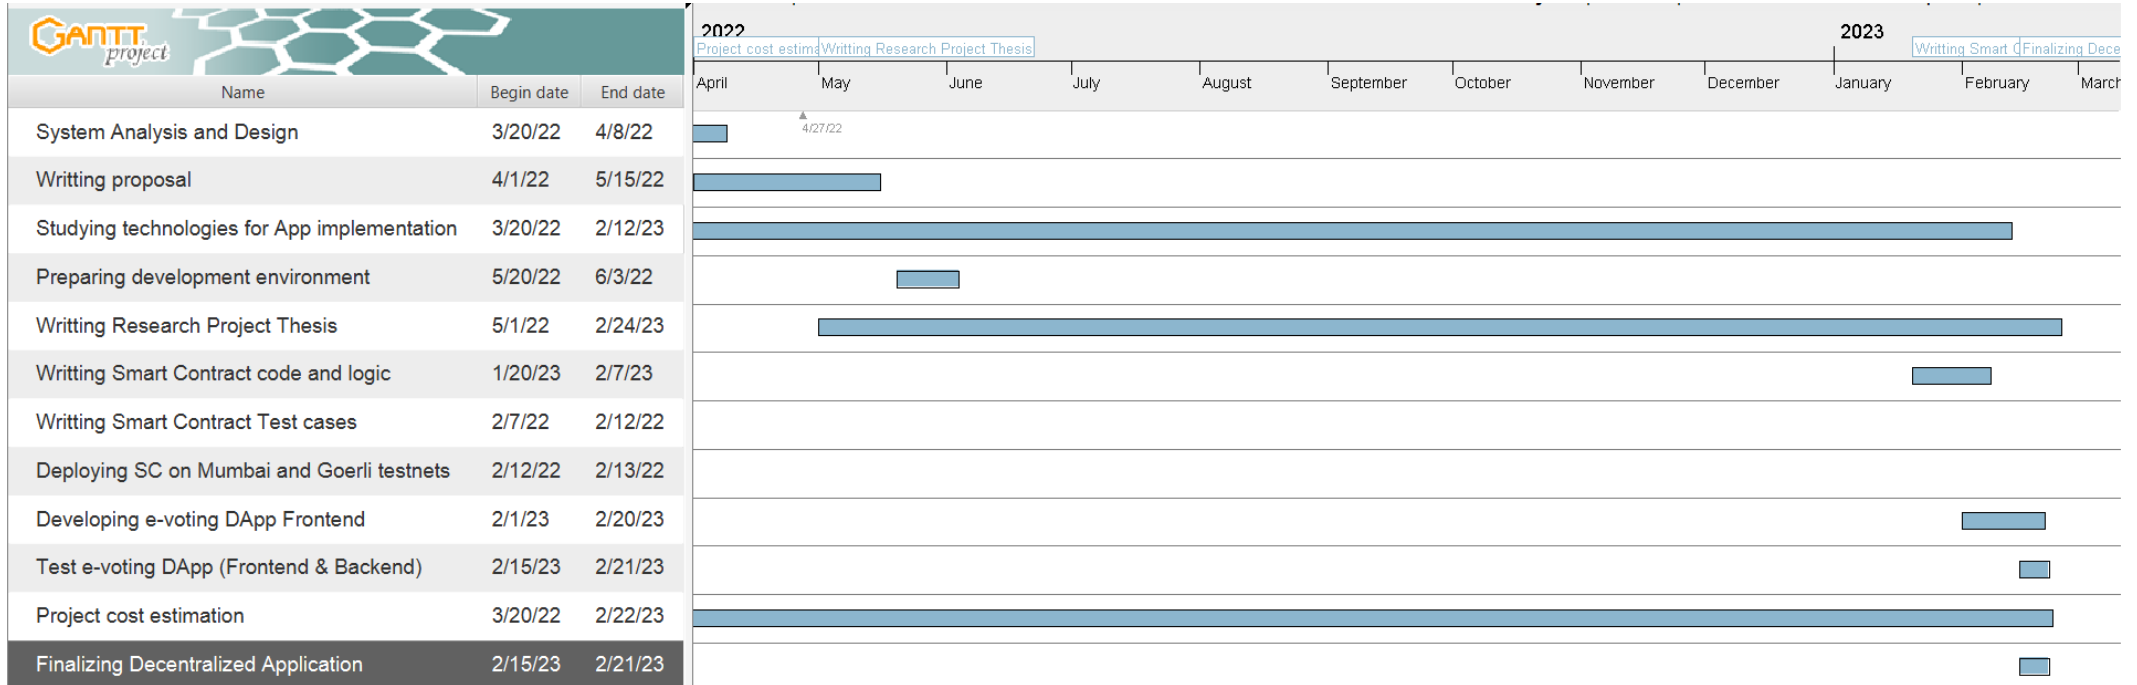 GANTT
project
2022
2023
Project cost estima
Writting Research Project Thesis
Writting Smart C
Finalizing Dece
Name Begin date End date
April May June July August September October November December January February March
4/27/22
System Analysis and Design 3/20/22 4/8/22
Writting proposal 4/1/22 5/15/22
Studying technologies for App implementation 3/20/22 2/12/23
Preparing development environment 5/20/22 6/3/22
Writting Research Project Thesis 5/1/22 2/24/23
Writting Smart Contract code and logic 1/20/23 2/7/23
Writting Smart Contract Test cases 2/7/22 2/12/22
Deploying SC on Mumbai and Goerli testnets 2/12/22 2/13/22
Developing e-voting DApp Frontend 2/1/23 2/20/23
Test e-voting DApp (Frontend & Backend) 2/15/23 2/21/23
Project cost estimation 3/20/22 2/22/23
Finalizing Decentralized Application 2/15/23 2/21/23